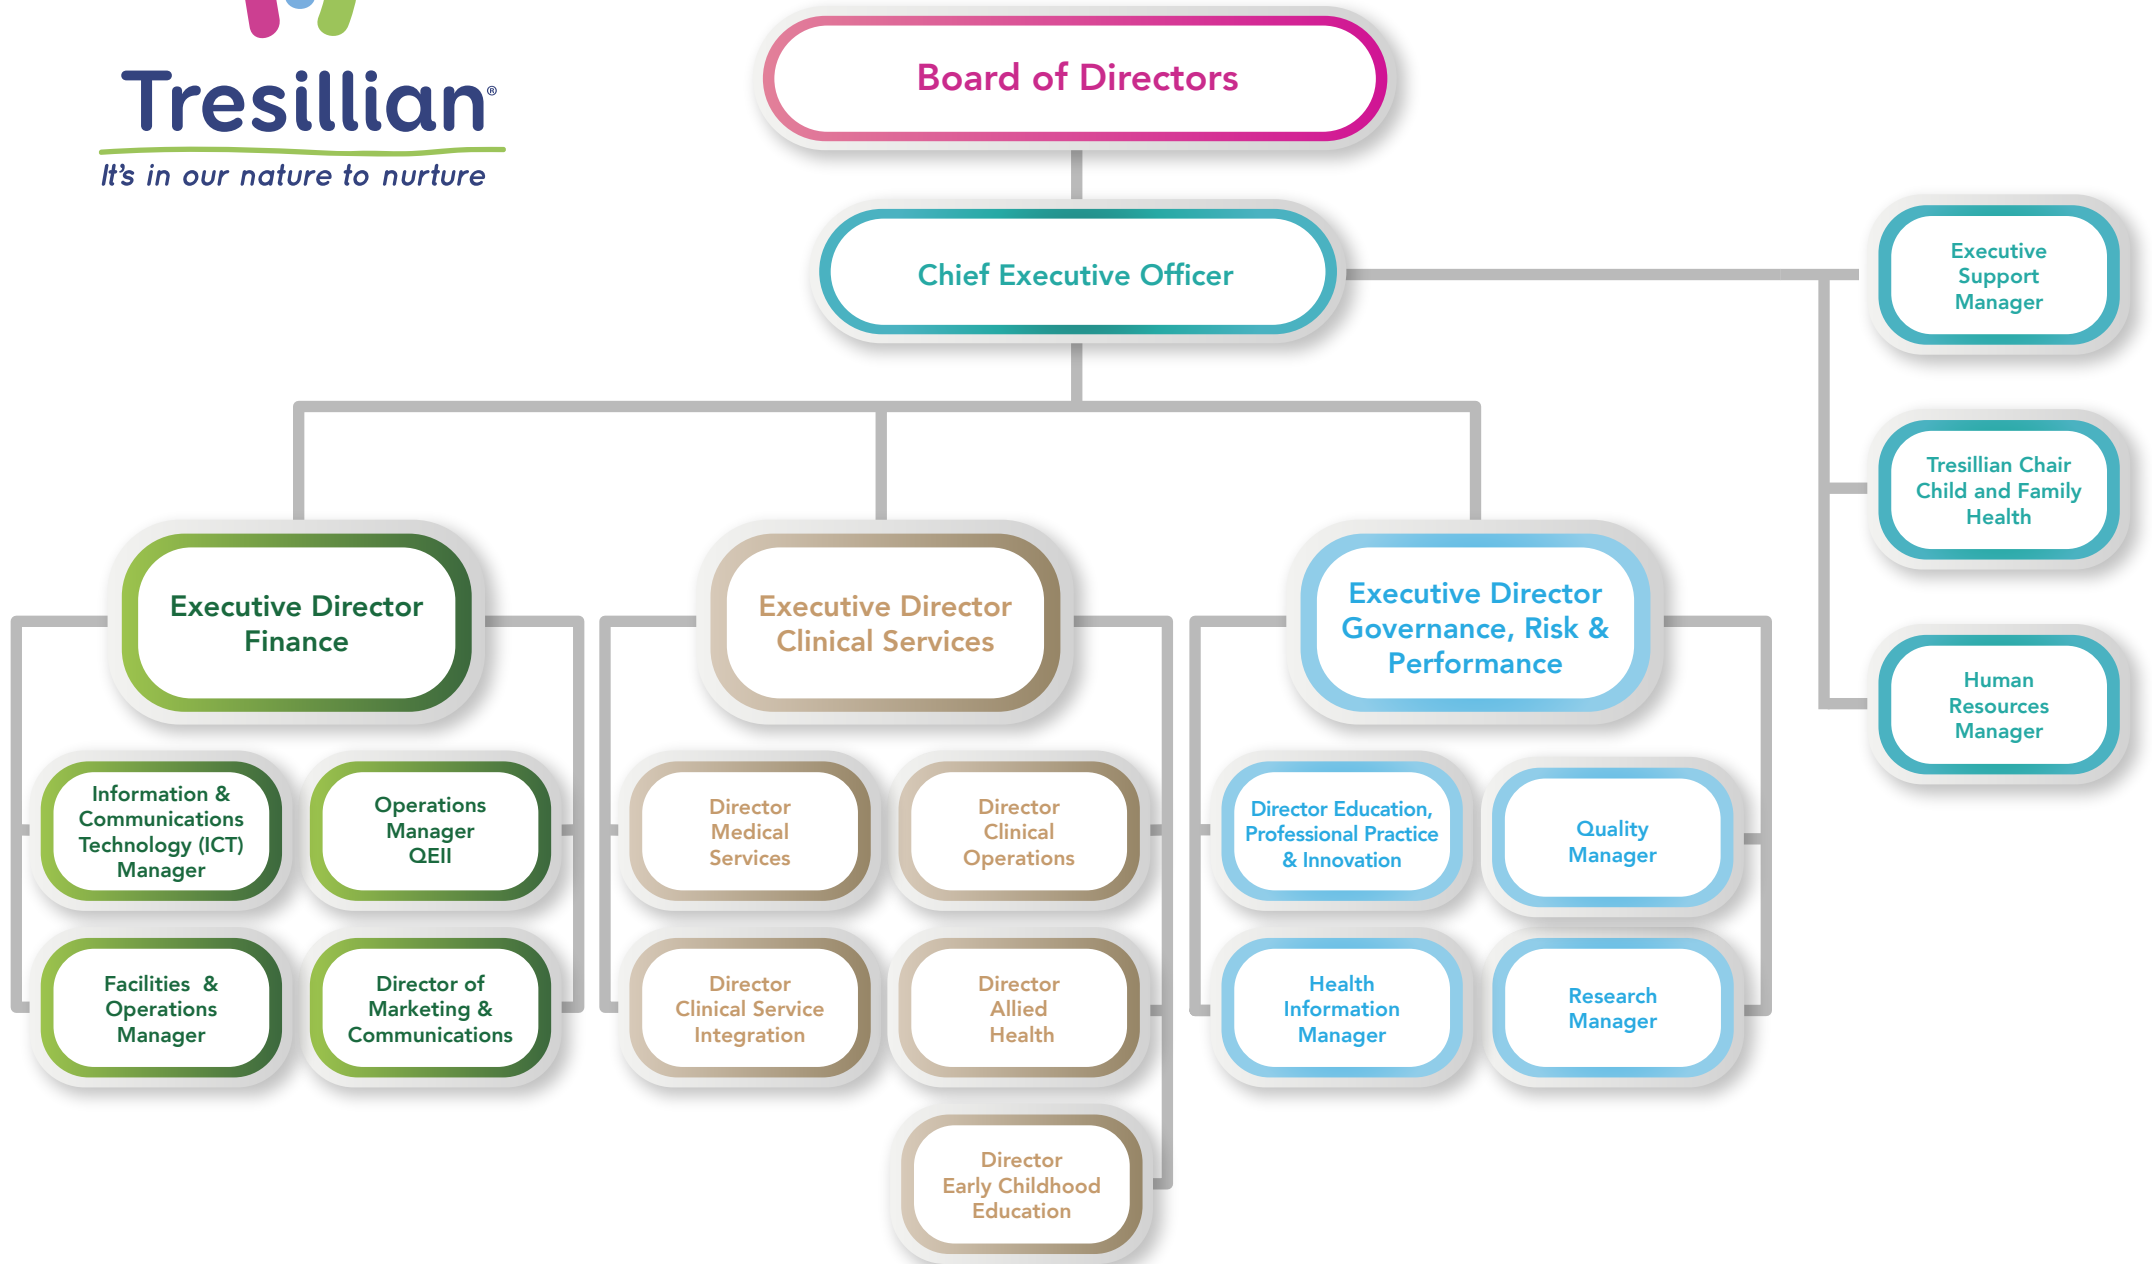 Tresillian®
It's in our nature to nurture
Board of Directors
Chief Executive Officer
Executive
Support
Manager
Tresillian Chair
Child and Family
Health
Human
Resources
Manager
Executive Director
Finance
Executive Director
Clinical Services
Executive Director
Governance, Risk &
Performance
Information &
Communications
Technology (ICT)
Manager
Operations
Manager
QEII
Director
Medical
Services
Director
Clinical
Operations
Director Education,
Professional Practice
& Innovation
Quality
Manager
Facilities &
Operations
Manager
Director of
Marketing &
Communications
Director
Clinical Service
Integration
Director
Allied
Health
Health
Information
Manager
Research
Manager
Director
Early Childhood
Education